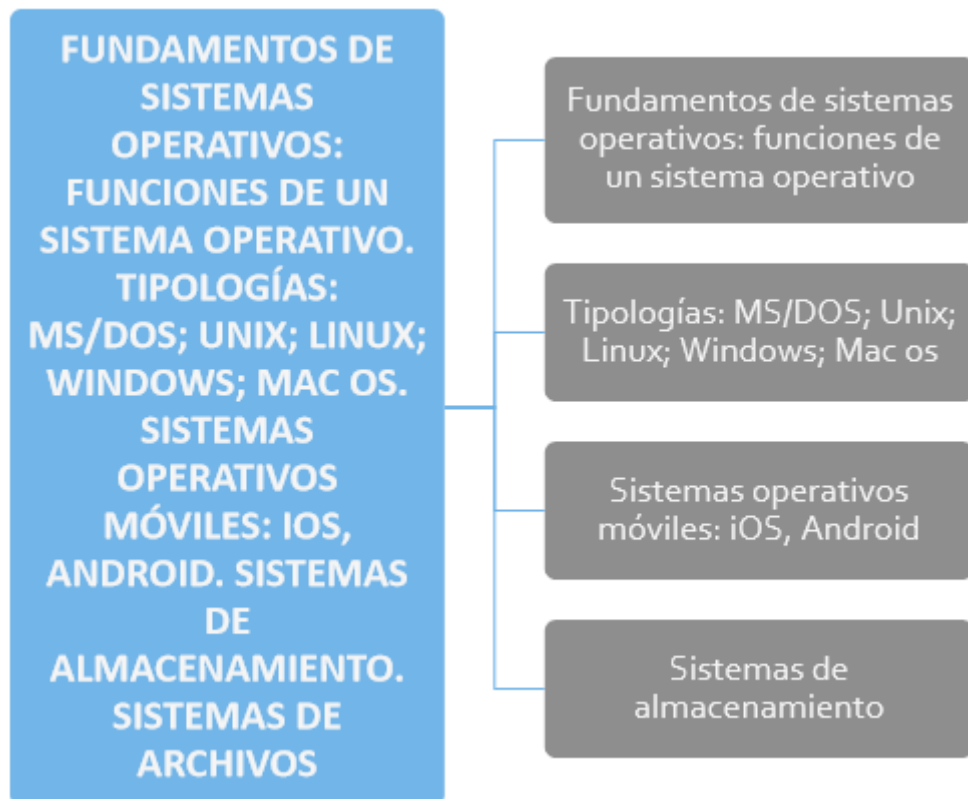 FUNDAMENTOS DE
SISTEMAS
OPERATIVOS:
FUNCIONES DE UN
SISTEMA OPERATIVO.
TIPOLOGÍAS:
MS/DOS; UNIX; LINUX;
WINDOWS; MAC OS.
SISTEMAS
OPERATIVOS
MÓVILES: IOS,
ANDROID. SISTEMAS
DE
ALMACENAMIENTO.
SISTEMAS DE
ARCHIVOS
Fundamentos de sistemas
operativos: funciones de
un sistema operativo
Tipologías: MS/DOS; Unix;
Linux; Windows; Mac os
Sistemas operativos
móviles: iOS, Android
Sistemas de
almacenamiento